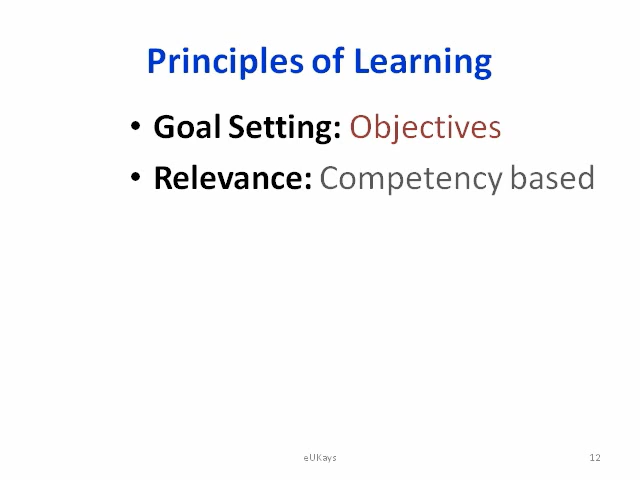 Principles of Learning
• Goal Setting: Objectives
• Relevance: Competency based
eUKays
12